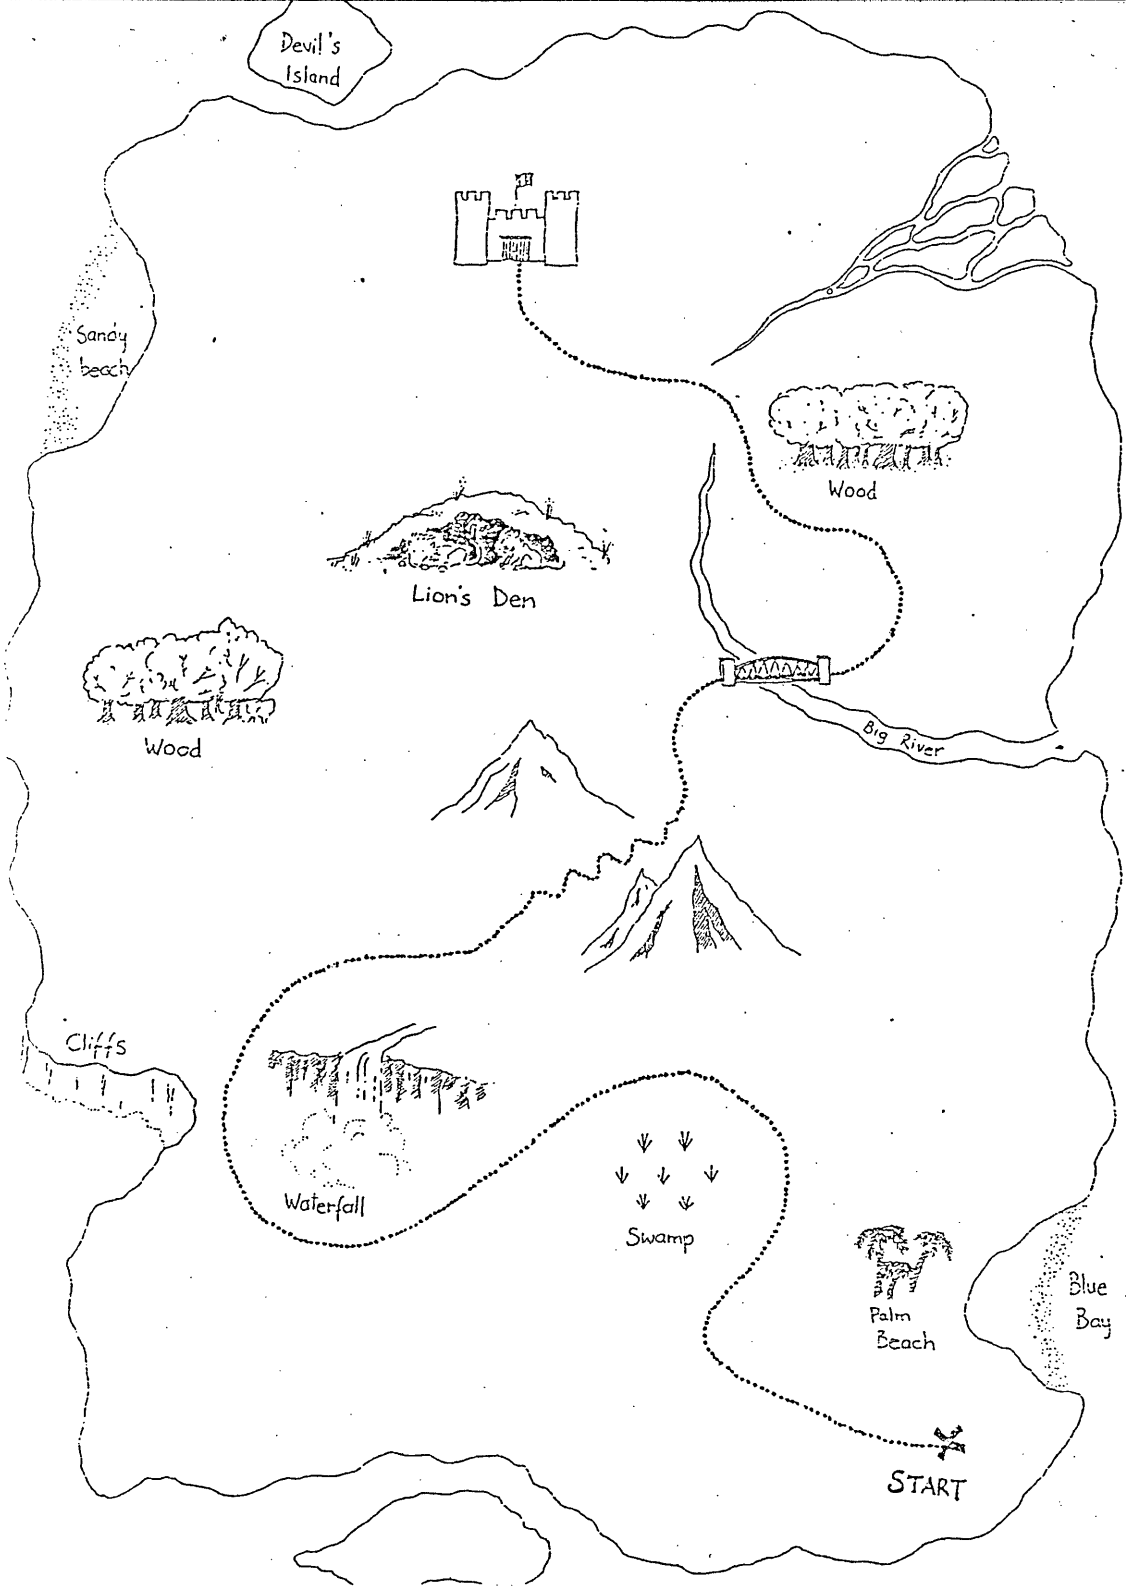 Devil's
Island
Sandy
beach
Wood
Lion's Den
Wood
Big River
Cliffs
Waterfall
Swamp
Blue
Bay
Palm
Beach
START